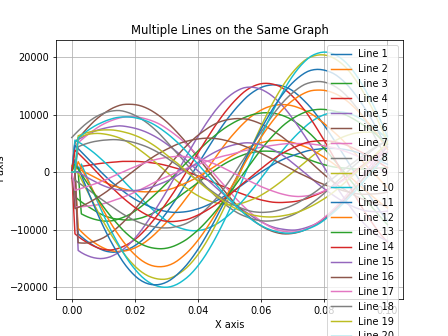 Multiple Lines on the Same Graph
20000
10000
0
−10000
−20000
0.00
0.02
0.04
0.06
0.08
X axis
axis
Line 1
Line 2
Line 3
Line 4
Line 5
Line 6
Line 7
Line 8
Line 9
Line 10
Line 11
Line 12
Line 13
Line 14
Line 15
Line 16
Line 17
Line 18
Line 19
Line 20